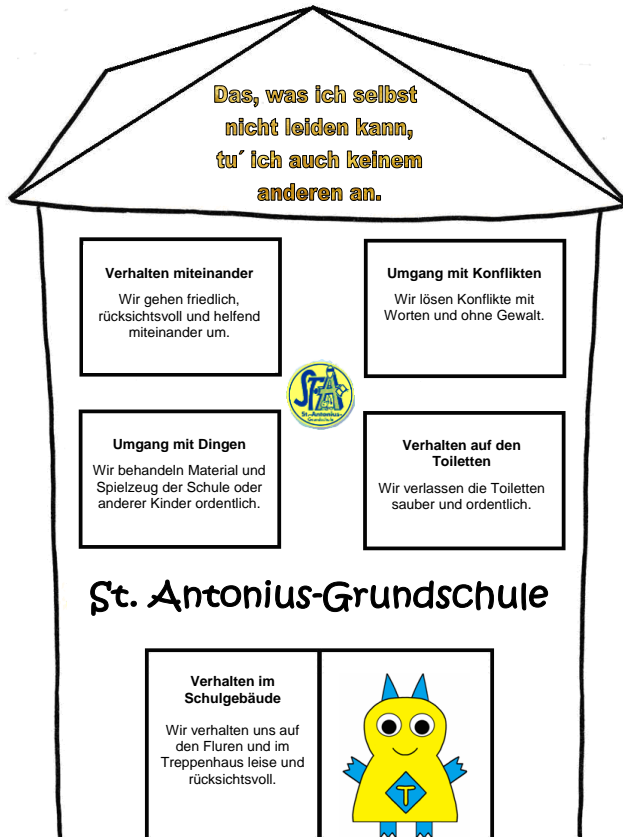 Das, was ich selbst
nicht leiden kann,
tu´ ich auch keinem
anderen an.
Verhalten miteinander
Wir gehen friedlich,
rücksichtsvoll und helfend
miteinander um.
Umgang mit Konflikten
Wir lösen Konflikte mit
Worten und ohne Gewalt.
St.A
St.-Antonius-
Grundschule
Umgang mit Dingen
Wir behandeln Material und
Spielzeug der Schule oder
anderer Kinder ordentlich.
Verhalten auf den
Toiletten
Wir verlassen die Toiletten
sauber und ordentlich.
St. Antonius-Grundschule
Verhalten im
Schulgebäude
Wir verhalten uns auf
den Fluren und im
Treppenhaus leise und
rücksichtsvoll.
T